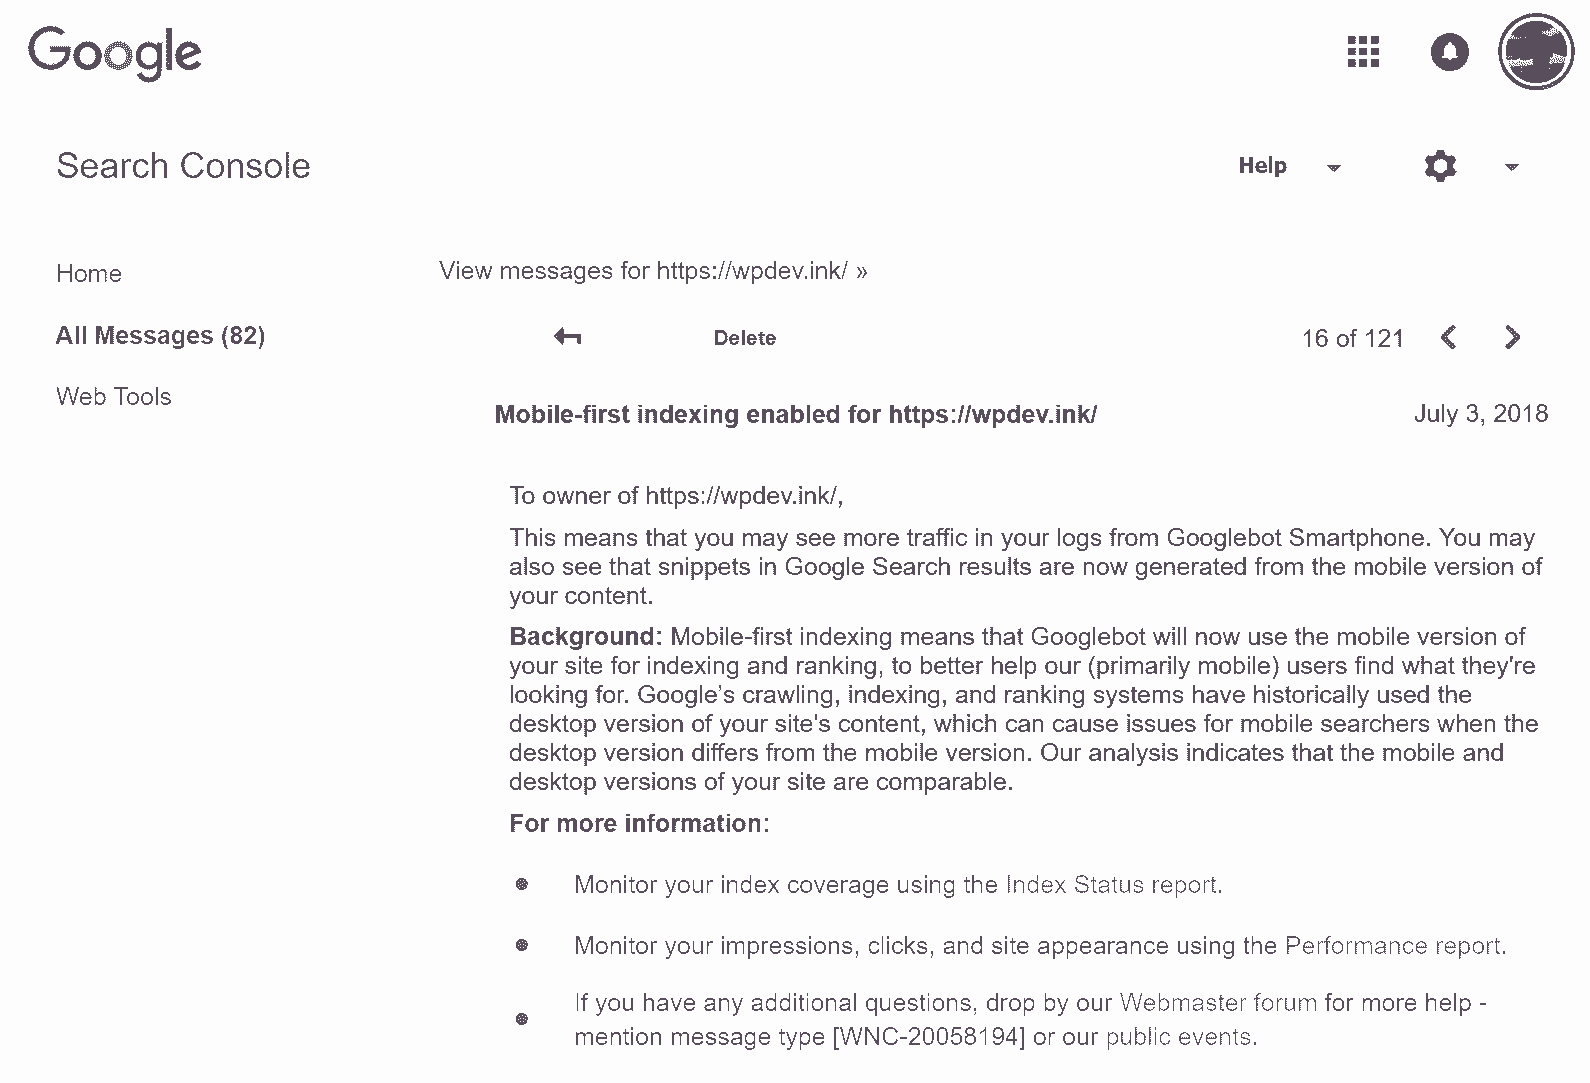 Google
Search Console
Help
Home
View messages for https://wpdev.ink/ »
All Messages (82)
Delete
16 of 121
Web Tools
Mobile-first indexing enabled for https://wpdev.ink/
July 3, 2018
To owner of https://wpdev.ink/,
This means that you may see more traffic in your logs from Googlebot Smartphone. You may
also see that snippets in Google Search results are now generated from the mobile version of
your content.
Background: Mobile-first indexing means that Googlebot will now use the mobile version of
your site for indexing and ranking, to better help our (primarily mobile) users find what they're
looking for. Google’s crawling, indexing, and ranking systems have historically used the
desktop version of your site's content, which can cause issues for mobile searchers when the
desktop version differs from the mobile version. Our analysis indicates that the mobile and
desktop versions of your site are comparable.
For more information:
Monitor your index coverage using the Index Status report.
Monitor your impressions, clicks, and site appearance using the Performance report.
If you have any additional questions, drop by our Webmaster forum for more help -
mention message type [WNC-20058194] or our public events.